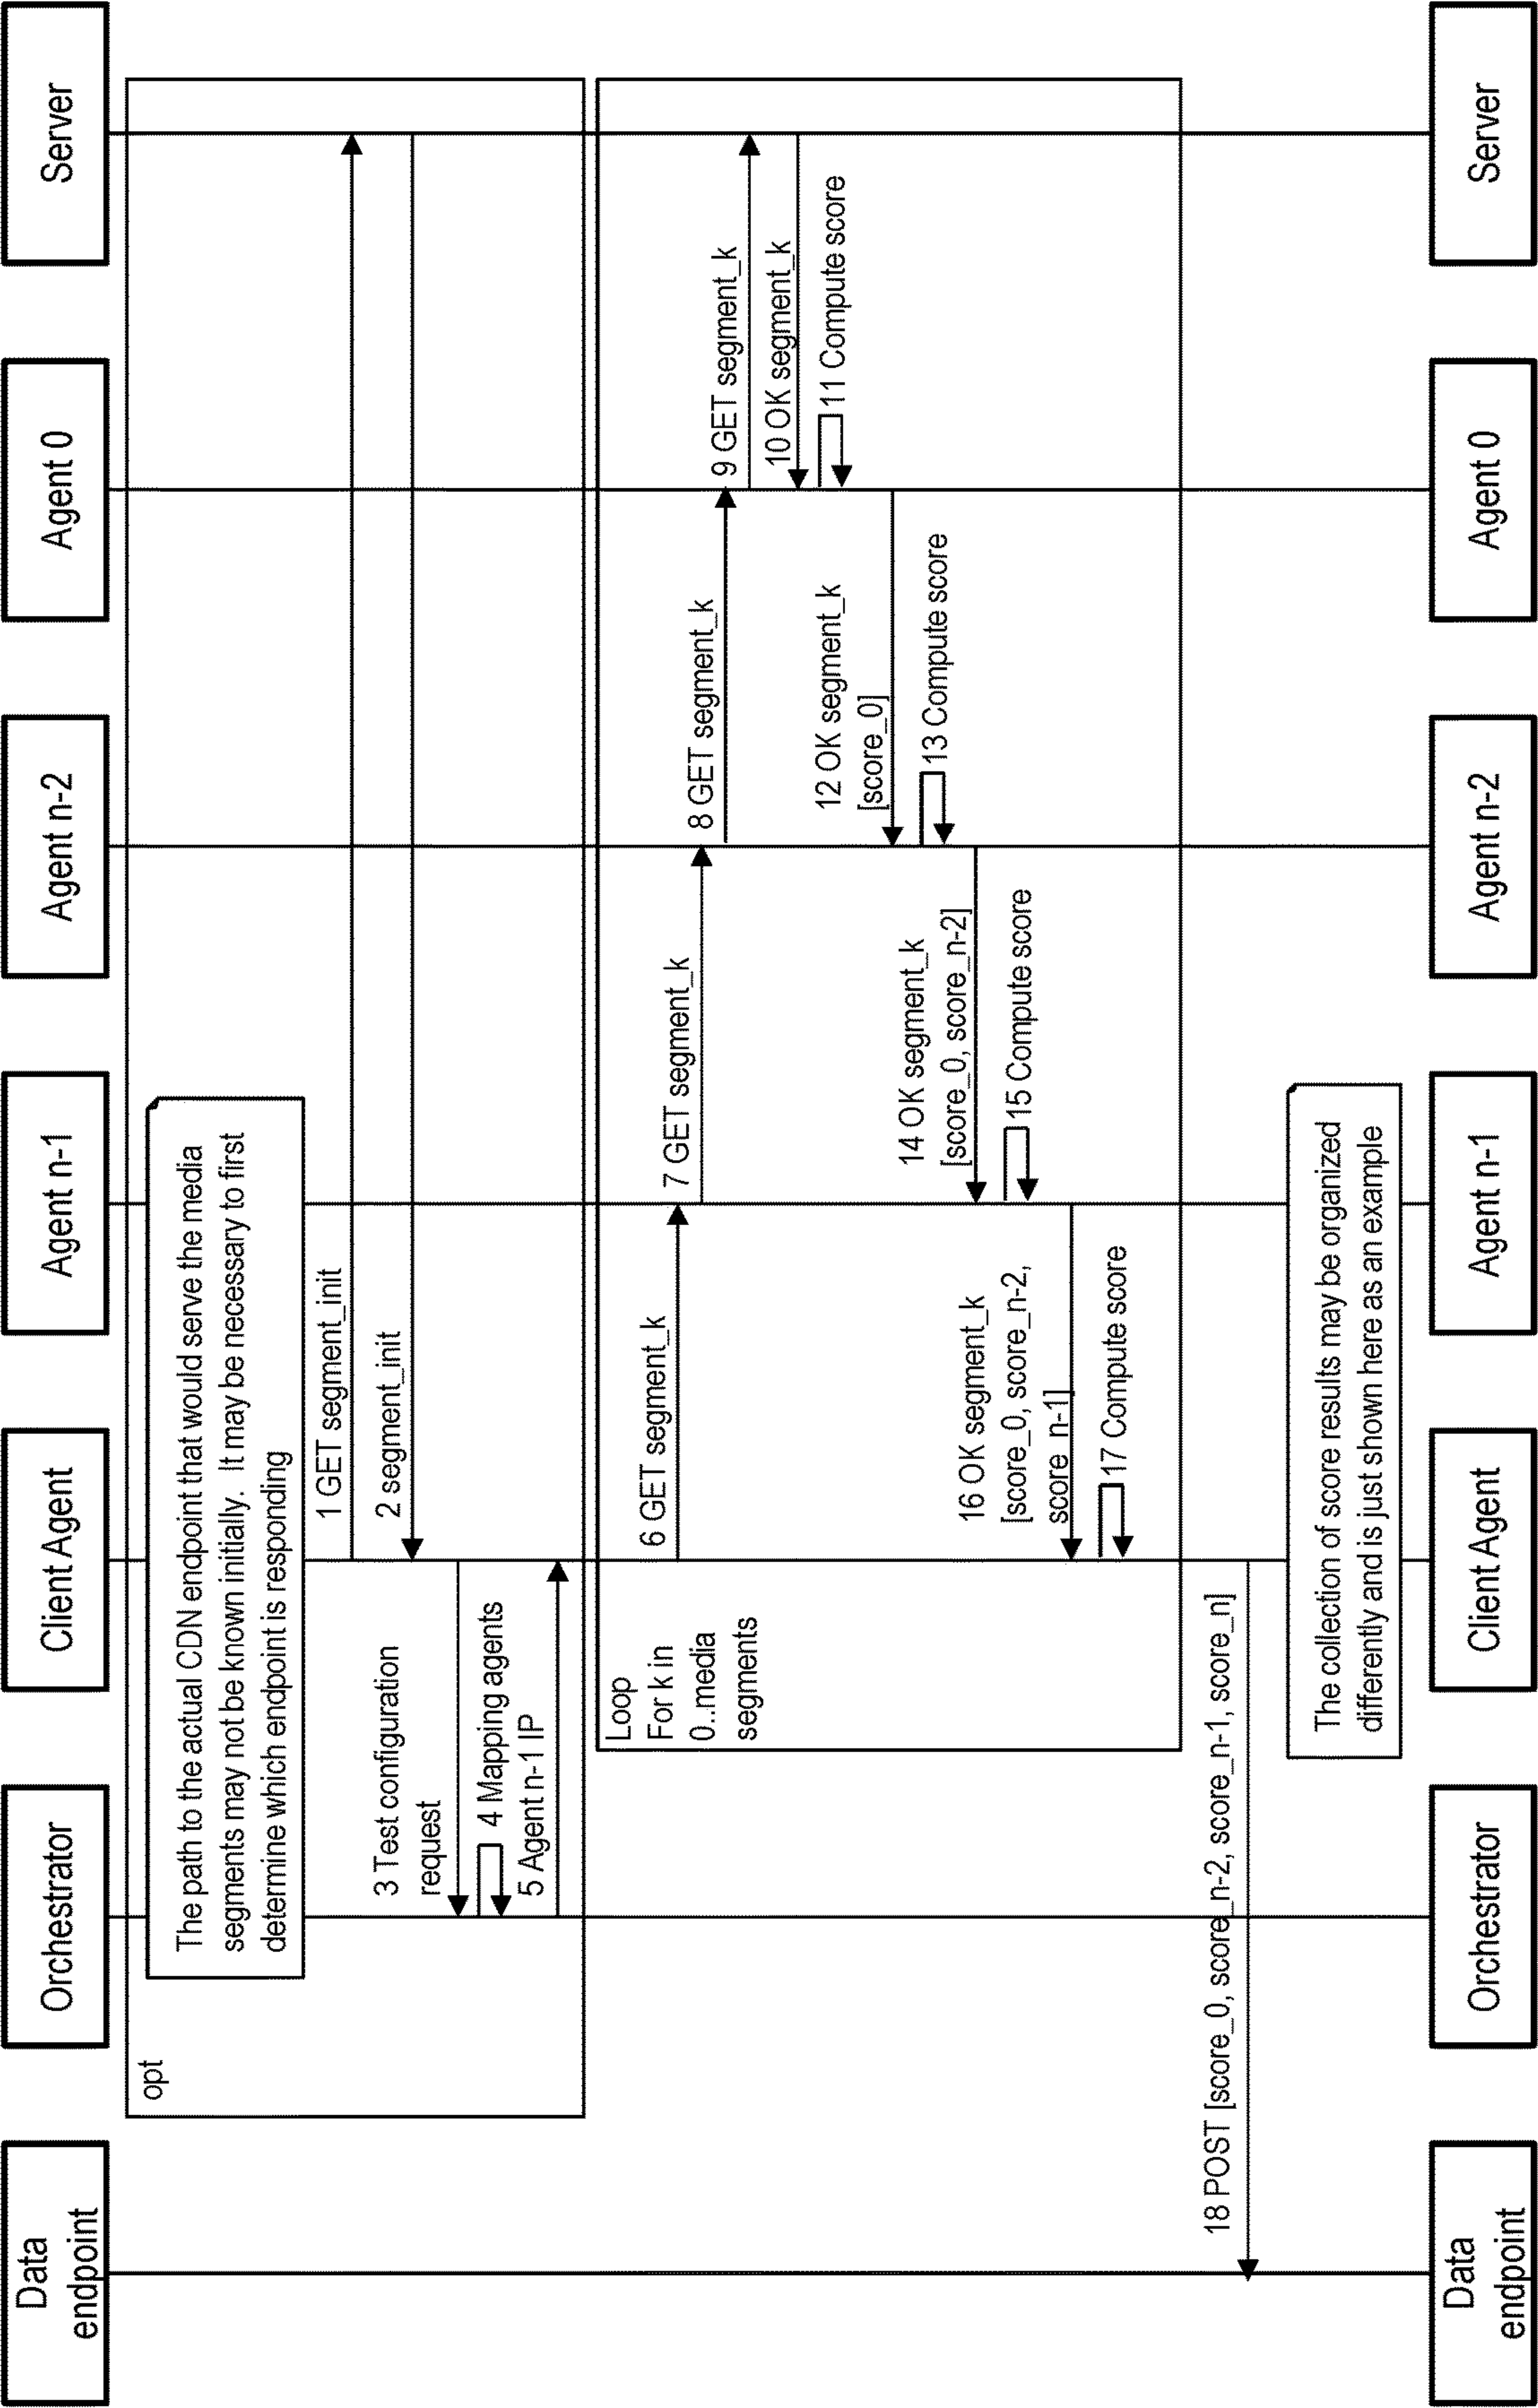 Data
endpoint
Orchestrator
Client Agent
Agent n-1
Agent n-2
Agent 0
Server
opt
The path to the actual CDN endpoint that would serve the media
segments may not be known initially. It may be necessary to first
determine which endpoint is responding
1 GET segment_init
2 segment_init
3 Test configuration
request
4 Mapping agents
5 Agent n-1 IP
Loop
For k in
0..media
segments
6 GET segment_k
7 GET segment_k
8 GET segment_k
9 GET segment_k
10 OK segment_k
11 Compute score
12 OK segment_k
[score_0]
13 Compute score
14 OK segment_k
[score_0, score_n-2]
15 Compute score
16 OK segment_k
[score_0, score_n-2,
score_n-1]
17 Compute score
18 POST [score_0, score_n-2, score_n-1, score_n]
The collection of score results may be organized
differently and is just shown here as an example
Data
endpoint
Orchestrator
Client Agent
Agent n-1
Agent n-2
Agent 0
Server